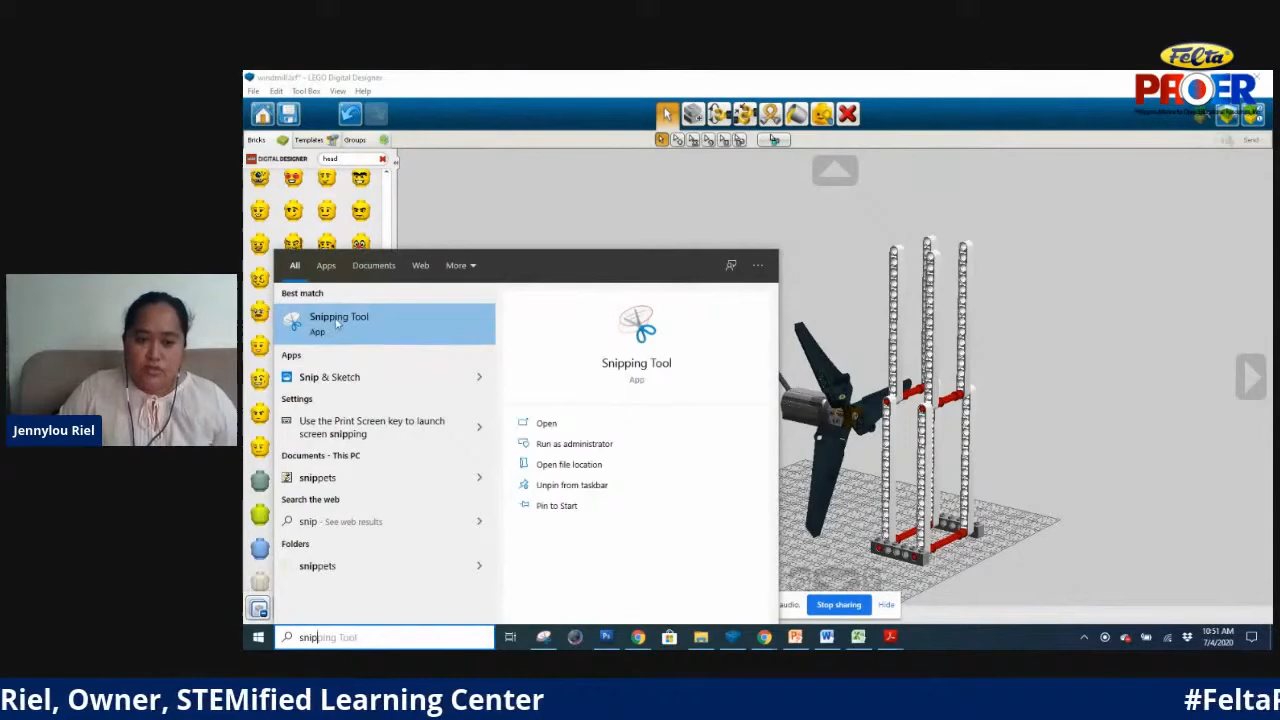 FELTA
PROER
windmill.lxf* - LEGO Digital Designer
File Edit Tool Box View Help
Bricks Templates Groups
Send
DIGITAL DESIGNER head
All Apps Documents Web More
Best match
Snipping Tool
App
Apps
Snip & Sketch
Settings
Use the Print Screen key to launch
screen snipping
Documents - This PC
snippets
Search the web
snip - See web results
Folders
snippets
Snipping Tool
App
Open
Run as administrator
Open file location
Unpin from taskbar
Pin to Start
Jennylou Riel
audio. Stop sharing Hide
snipping Tool
10:51 AM
7/4/2020
Riel, Owner, STEMified Learning Center
#FeltaP